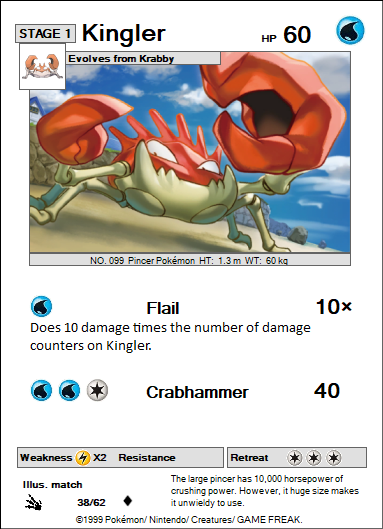 STAGE 1
Kingler
HP 60
Evolves from Krabby
NO. 099 Pincer Pokémon HT: 1.3 m WT: 60 kg
Flail 10×
Does 10 damage times the number of damage
counters on Kingler.
Crabhammer 40
Weakness X2 Resistance
Retreat
Illus. match
38/62
The large pincer has 10,000 horsepower of
crushing power. However, it huge size makes
it unwieldy to use.
©1999 Pokémon/ Nintendo/ Creatures/ GAME FREAK.